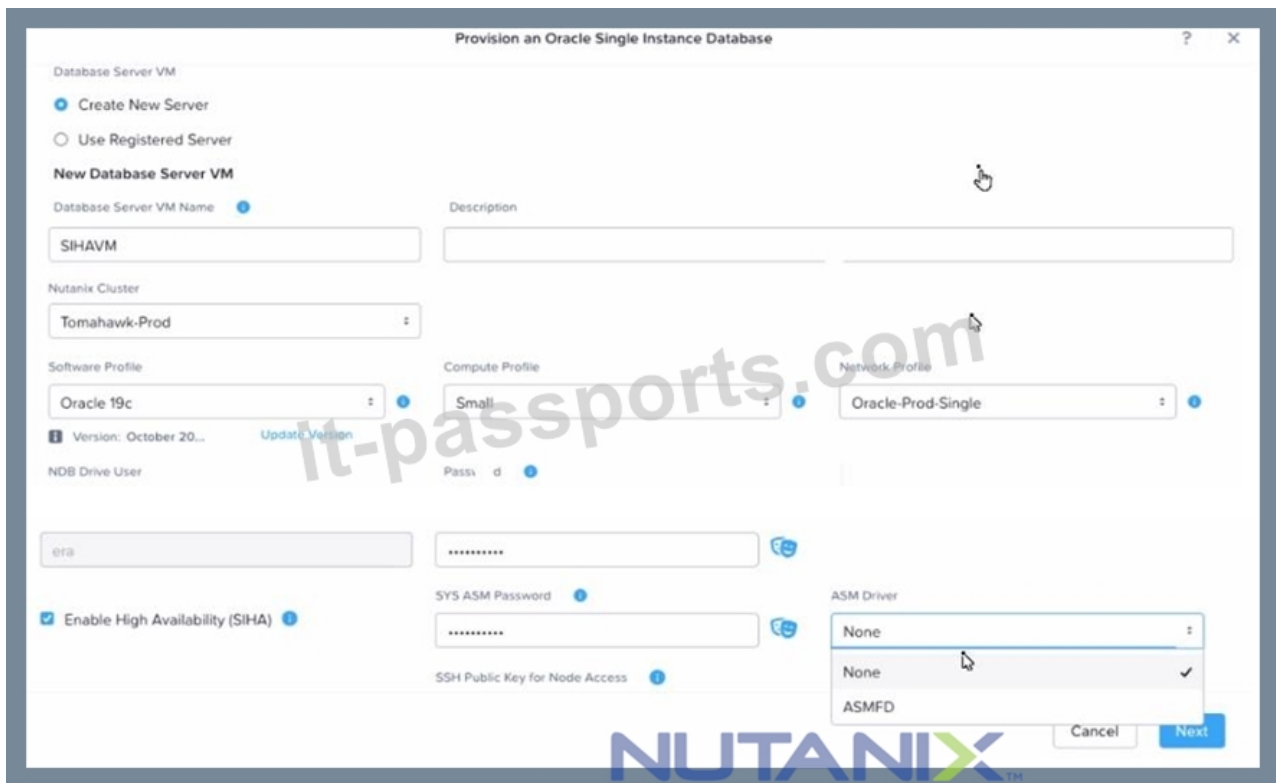 Provision an Oracle Single Instance Database ? ×
Database Server VM
Create New Server
Use Registered Server
New Database Server VM
Database Server VM Name Description
SIHAVM
Nutanix Cluster
Tomahawk-Prod
Software Profile Compute Profile Network Profile
Oracle 19c Small Oracle-Prod-Single
Version: October 20... Update Version
NDB Drive User
era ••••••••••
SYS ASM Password ASM Driver
Enable High Availability (SIHA) •••••••••• None
SSH Public Key for Node Access None
ASMFD
Cancel Next
NUTANIX TM
It-passports.com